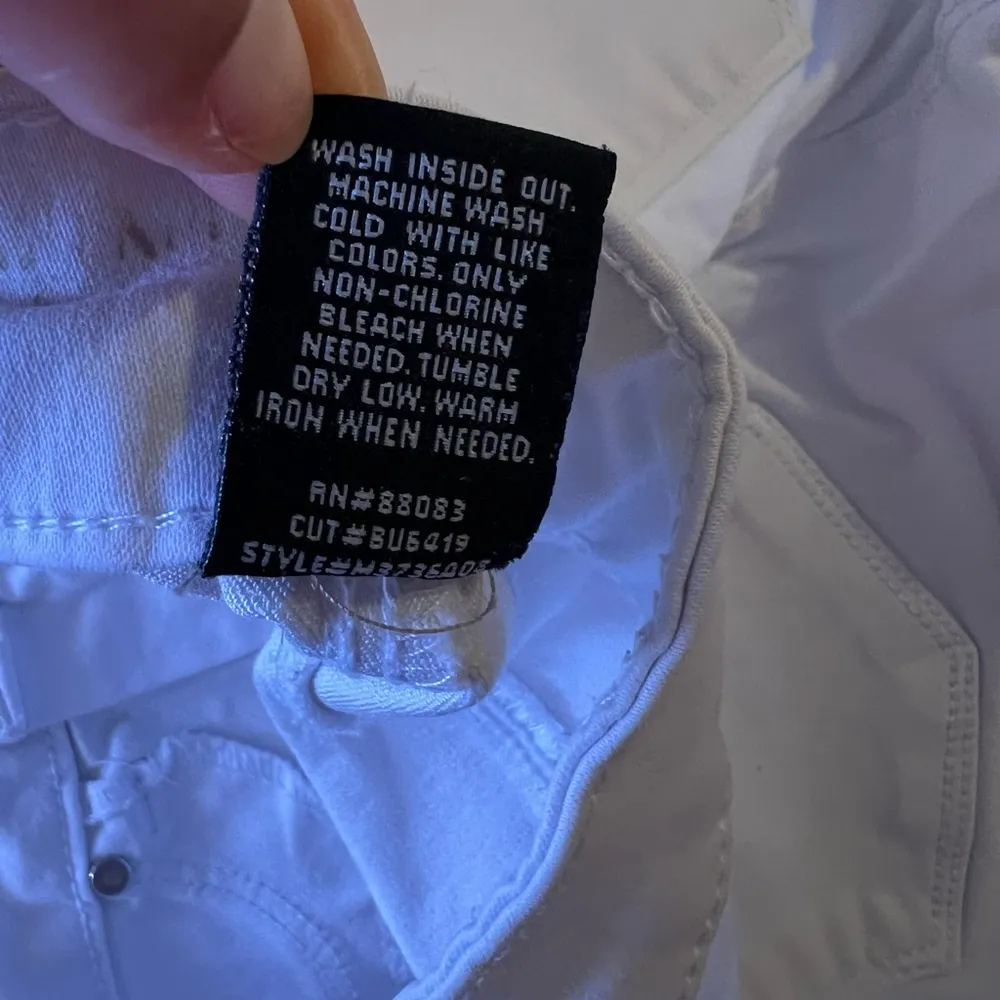 WASH INSIDE OUT.
MACHINE WASH
COLD WITH LIKE
COLORS. ONLY
NON-CHLORINE
BLEACH WHEN
NEEDED. TUMBLE
DRY LOW. WARM
IRON WHEN NEEDED.
RN#88083
CUT#BU6419